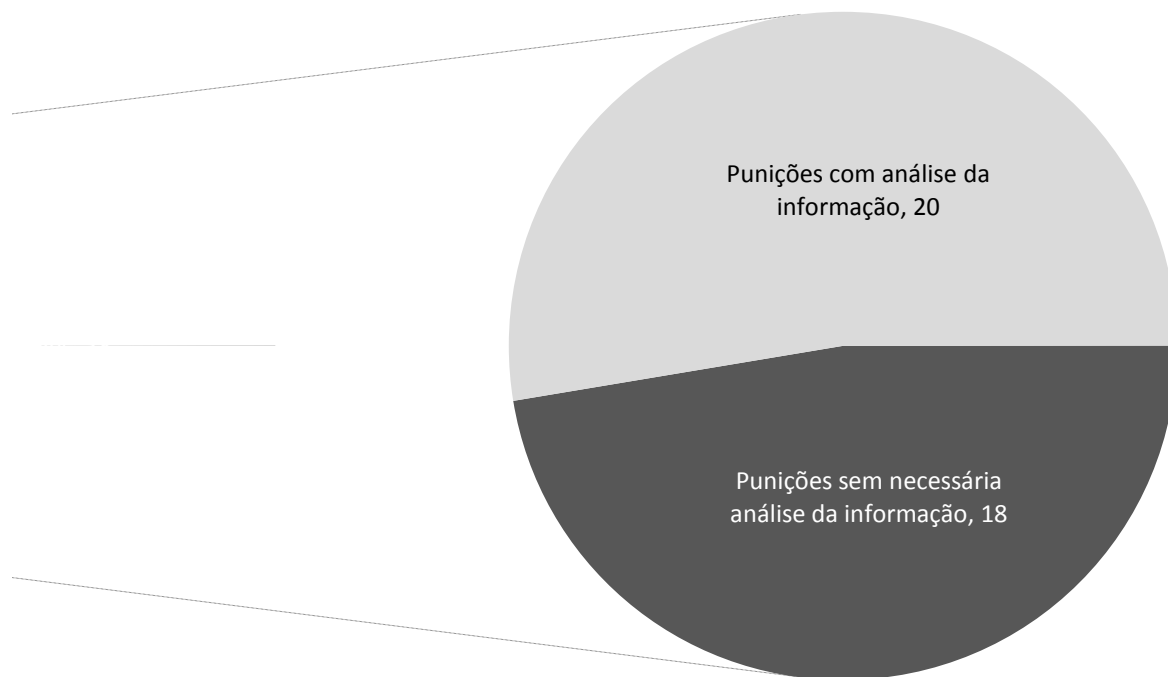 Punições com análise da
informação, 20
Punições sem necessária
análise da informação, 18